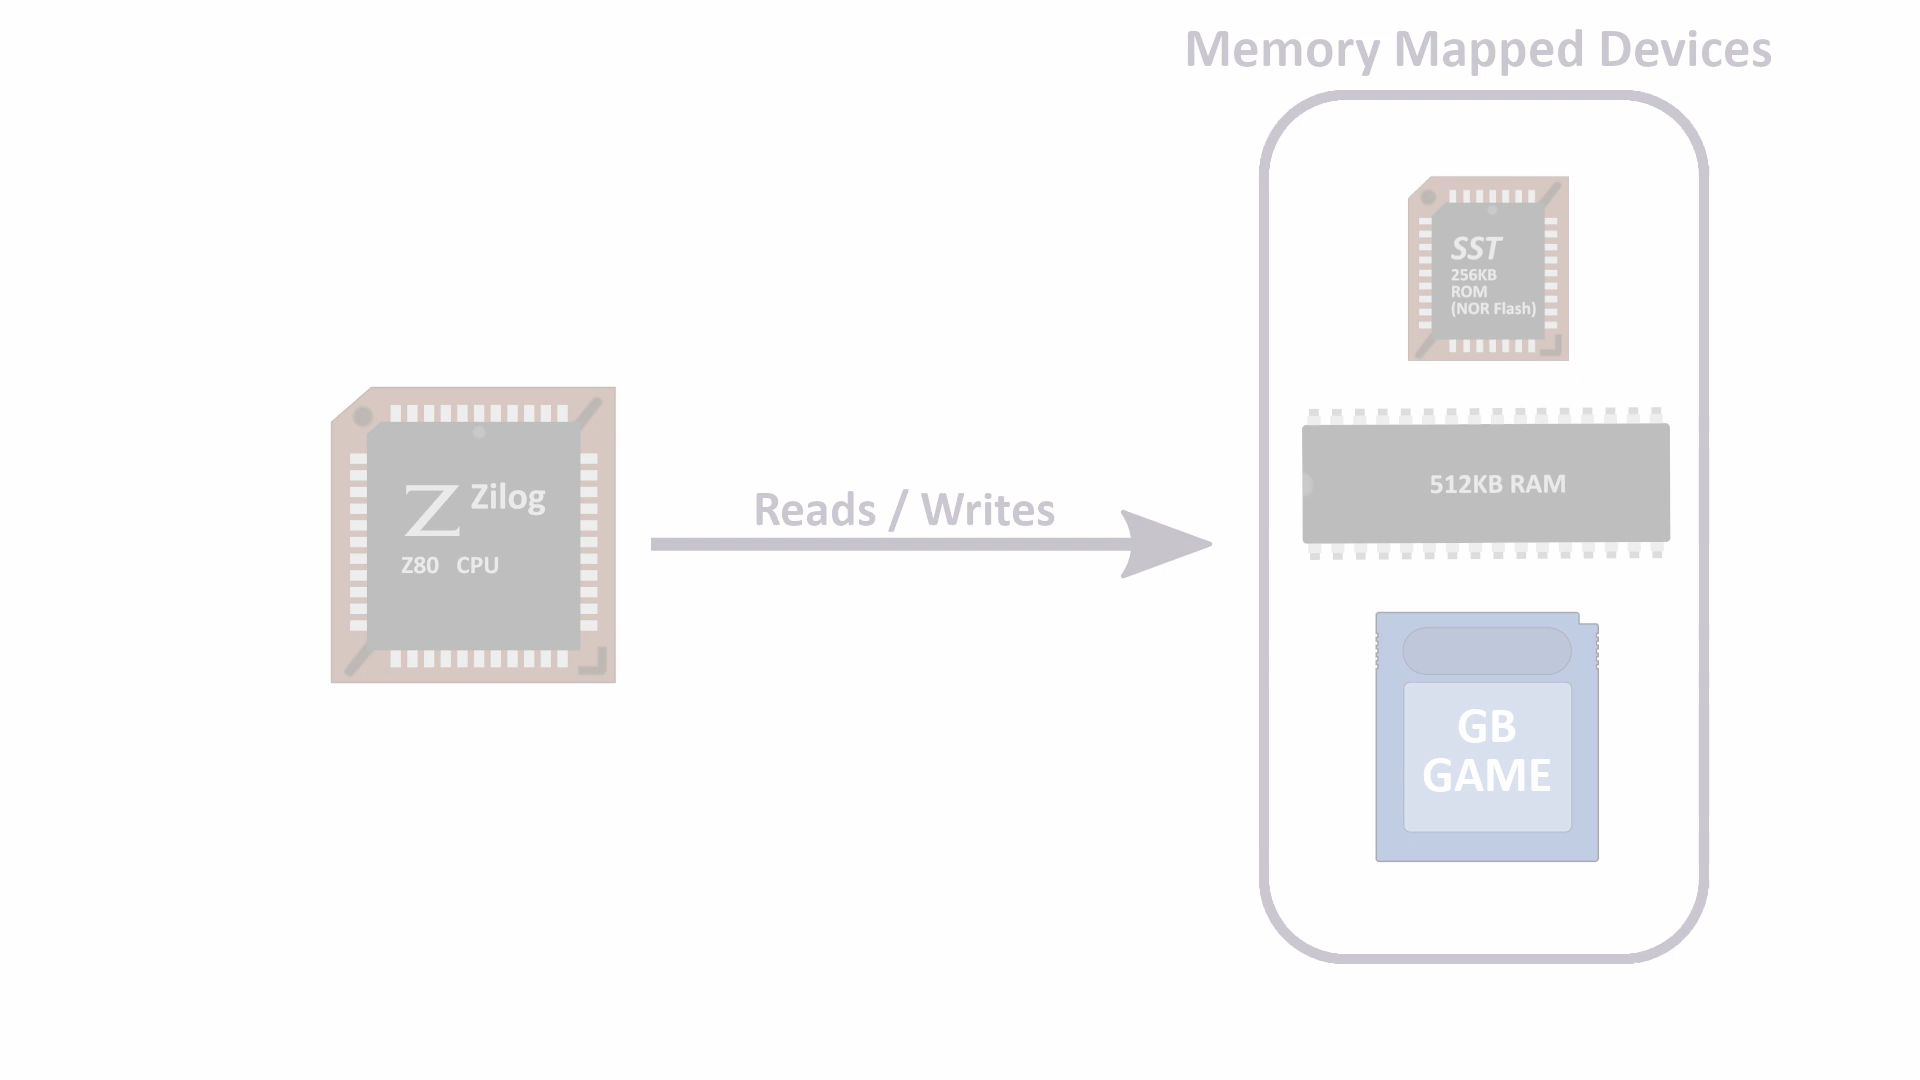 Memory Mapped Devices
SST
256KB
ROM
(NOR Flash)
Z Zilog
Z80 CPU
Reads / Writes
512KB RAM
GB
GAME